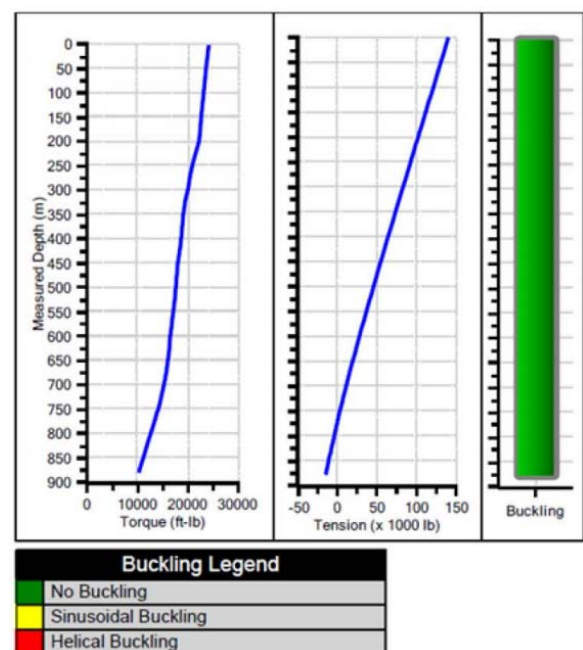 Measured Depth (m)
0
50
100
150
200
250
300
350
400
450
500
550
600
650
700
750
800
850
900
0 10000 20000 30000
Torque (ft-lb)
-50 0 50 100 150
Tension (x 1000 lb)
Buckling
Buckling Legend
No Buckling
Sinusoidal Buckling
Helical Buckling